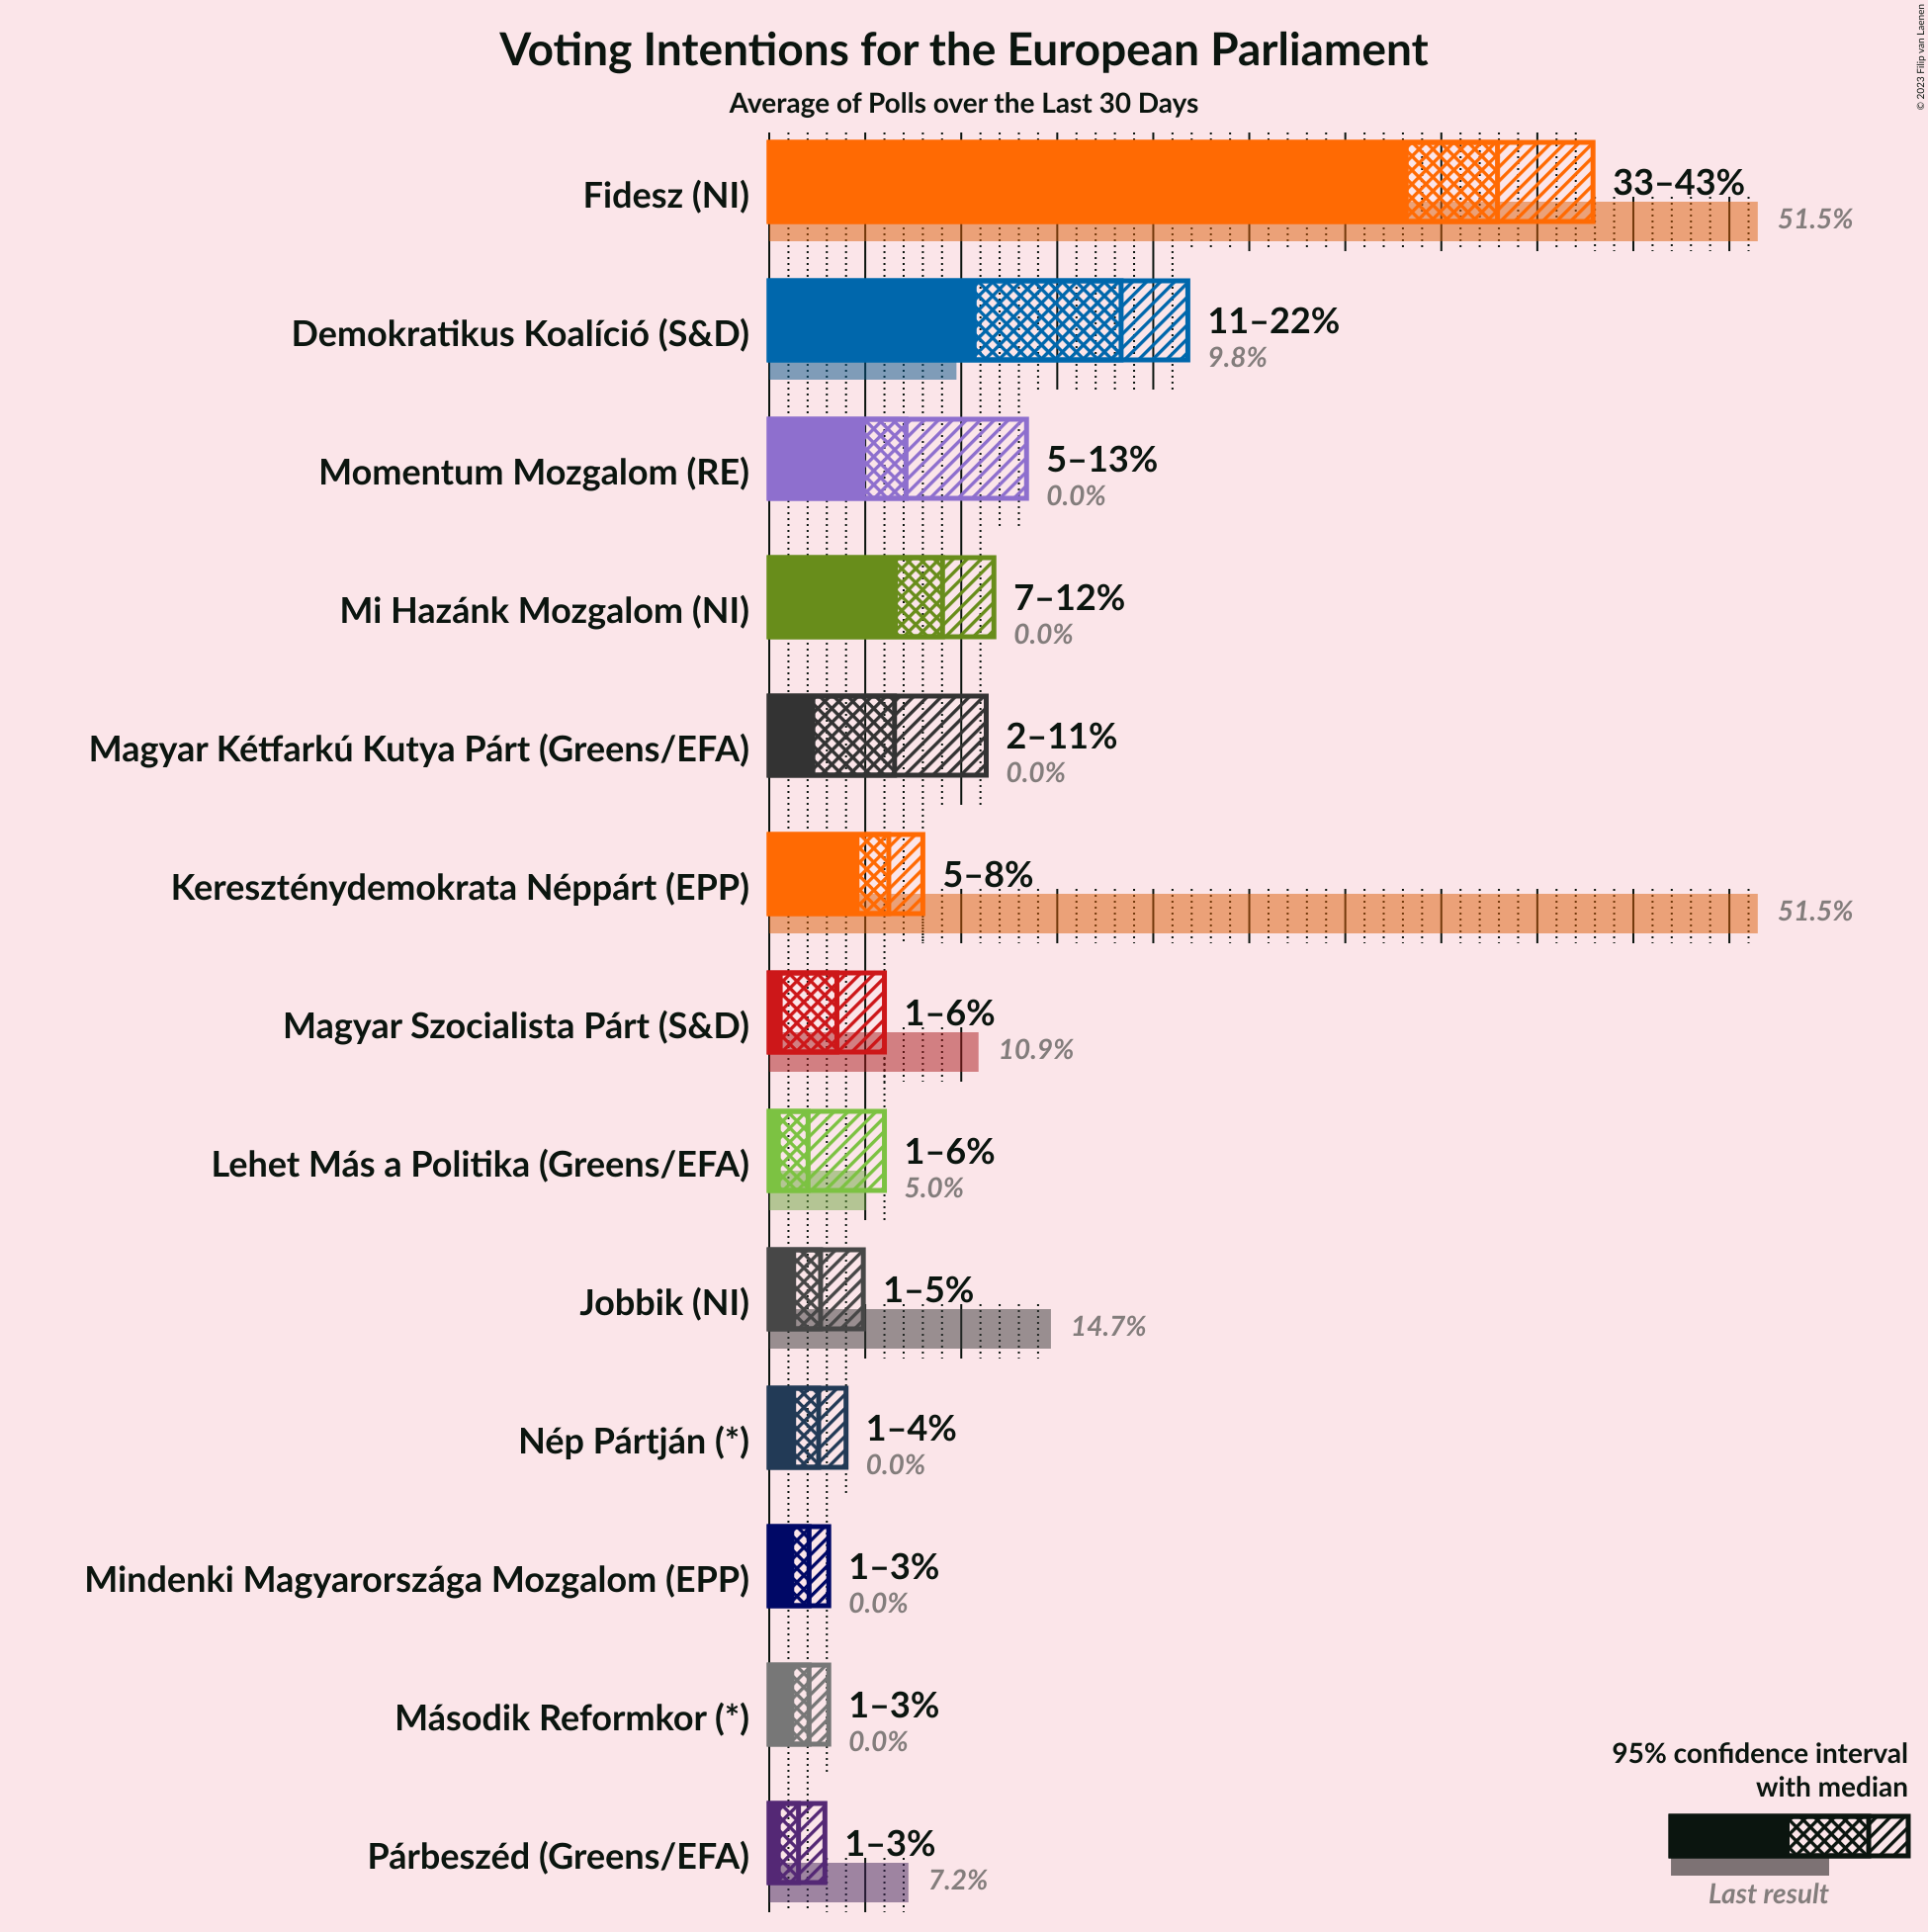 Voting Intentions for the European Parliament
Average of Polls over the Last 30 Days
© 2023 Filip van Laenen
Fidesz (NI)
33–43%
51.5%
Demokratikus Koalíció (S&D)
11–22%
9.8%
Momentum Mozgalom (RE)
5–13%
0.0%
Mi Hazánk Mozgalom (NI)
7–12%
0.0%
Magyar Kétfarkú Kutya Párt (Greens/EFA)
2–11%
0.0%
Kereszténydemokrata Néppárt (EPP)
5–8%
51.5%
Magyar Szocialista Párt (S&D)
1–6%
10.9%
Lehet Más a Politika (Greens/EFA)
1–6%
5.0%
Jobbik (NI)
1–5%
14.7%
Nép Pártján (*)
1–4%
0.0%
Mindenki Magyarországa Mozgalom (EPP)
1–3%
0.0%
Második Reformkor (*)
1–3%
0.0%
Párbeszéd (Greens/EFA)
1–3%
7.2%
95% confidence interval
with median
Last result